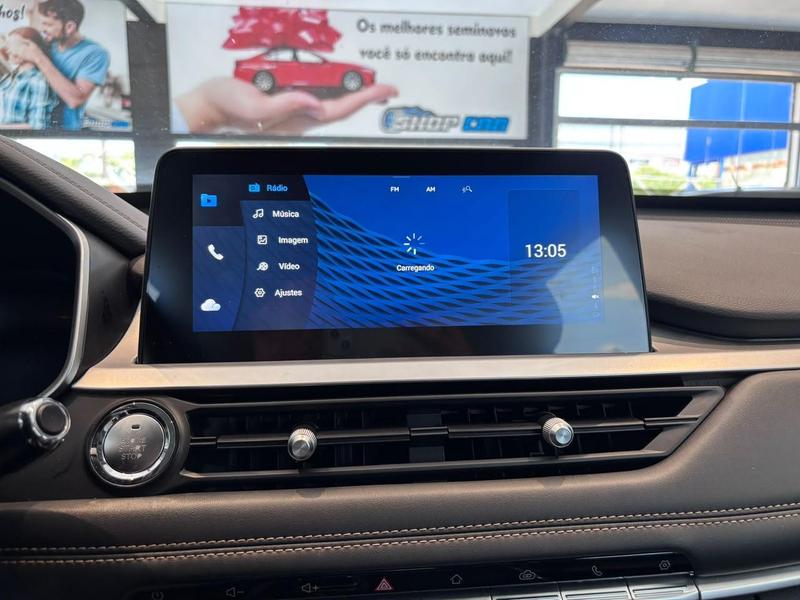 lhos!
Os melhores seminovos
você só encontra aqui!
SHOP CAR
Rádio
FM
AM
Música
Imagem
Vídeo
Ajustes
Carregando
13:05
START
STOP